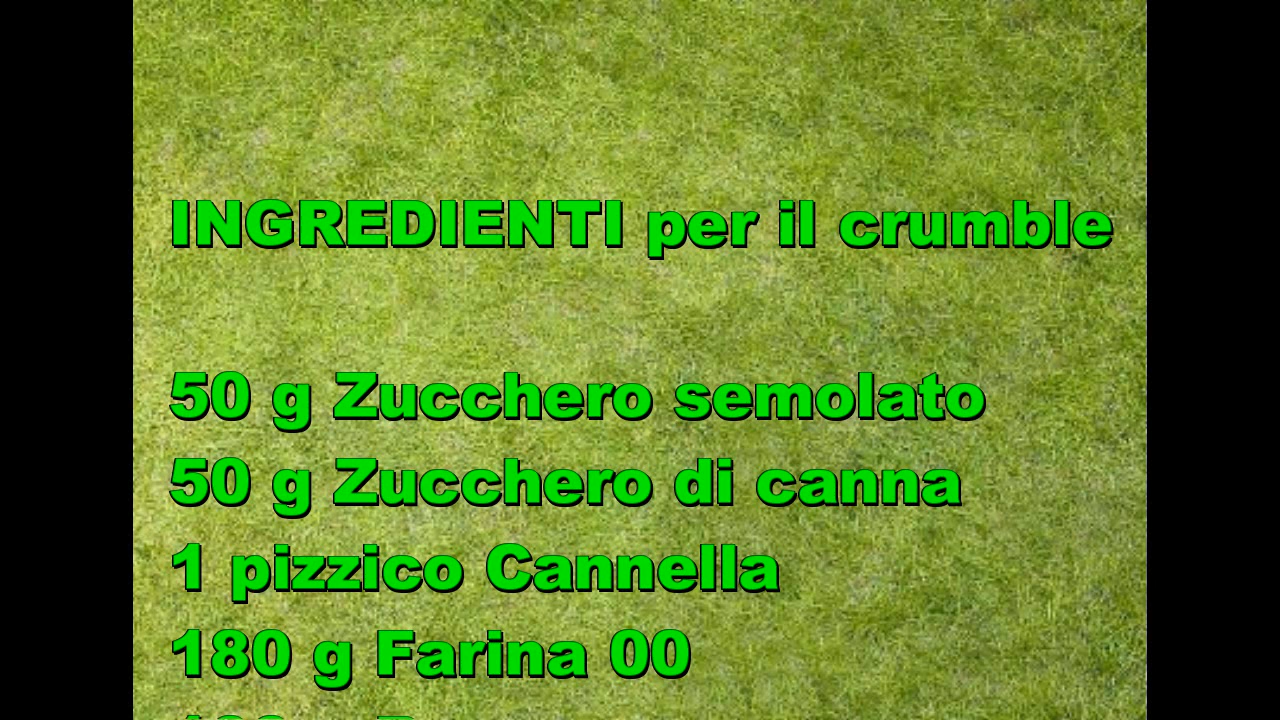 INGREDIENTI per il crumble
50 g Zucchero semolato
50 g Zucchero di canna
1 pizzico Cannella
180 g Farina 00